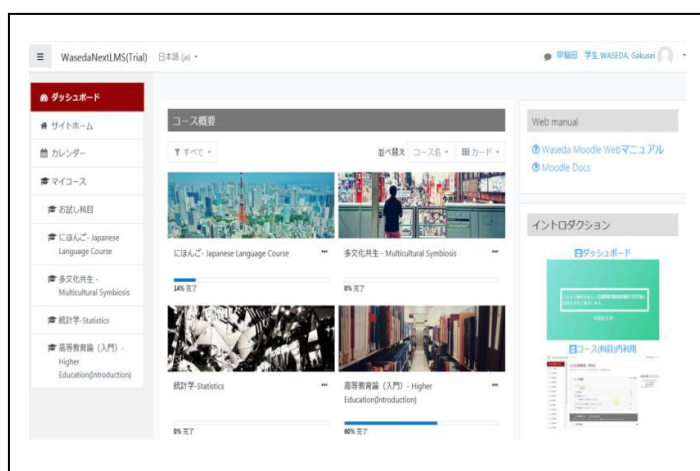 WasedaNextLMS(Trial) 日本語 (ja)
早稲田 学生 WASEDA, Gakusei
ダッシュボード
サイトホーム
カレンダー
マイコース
お試し科目
にほんご- Japanese
Language Course
多文化共生 -
Multicultural Symbiosis
統計学-Statistics
高等教育論（入門）-
Higher
Education(Introduction)
コース概要
すべて
並べ替え コース名 カード
にほんご- Japanese Language Course
14% 完了
多文化共生 - Multicultural Symbiosis
0% 完了
統計学-Statistics
0% 完了
高等教育論（入門）- Higher
Education(Introduction)
60% 完了
Web manual
Waseda Moodle Webマニュアル
Moodle Docs
イントロダクション
ダッシュボード
早稲田大学
コース(科目)内利用